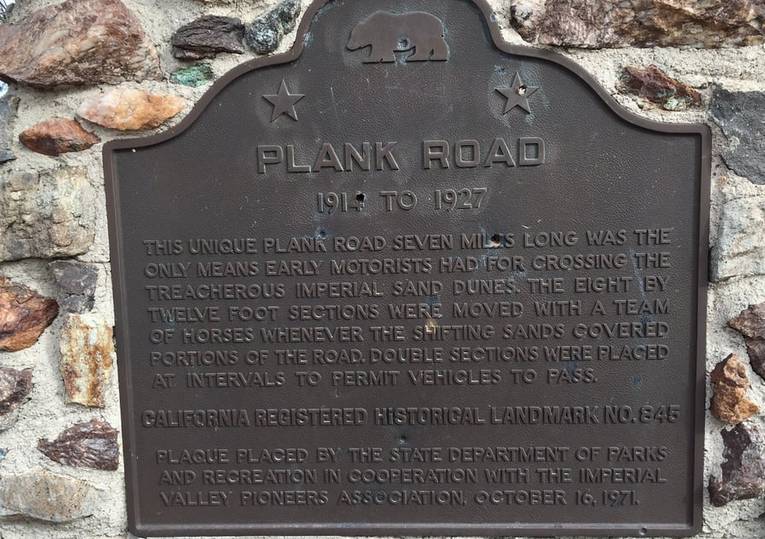 PLANK ROAD
1914 TO 1927
THIS UNIQUE PLANK ROAD SEVEN MILES LONG WAS THE
ONLY MEANS EARLY MOTORISTS HAD FOR CROSSING THE
TREACHEROUS IMPERIAL SAND DUNES. THE EIGHT BY
TWELVE FOOT SECTIONS WERE MOVED WITH A TEAM
OF HORSES WHENEVER THE SHIFTING SANDS COVERED
PORTIONS OF THE ROAD. DOUBLE SECTIONS WERE PLACED
AT INTERVALS TO PERMIT VEHICLES TO PASS.
CALIFORNIA REGISTERED HISTORICAL LANDMARK NO. 845
PLAQUE PLACED BY THE STATE DEPARTMENT OF PARKS
AND RECREATION IN COOPERATION WITH THE IMPERIAL
VALLEY PIONEERS ASSOCIATION, OCTOBER 16, 1971.